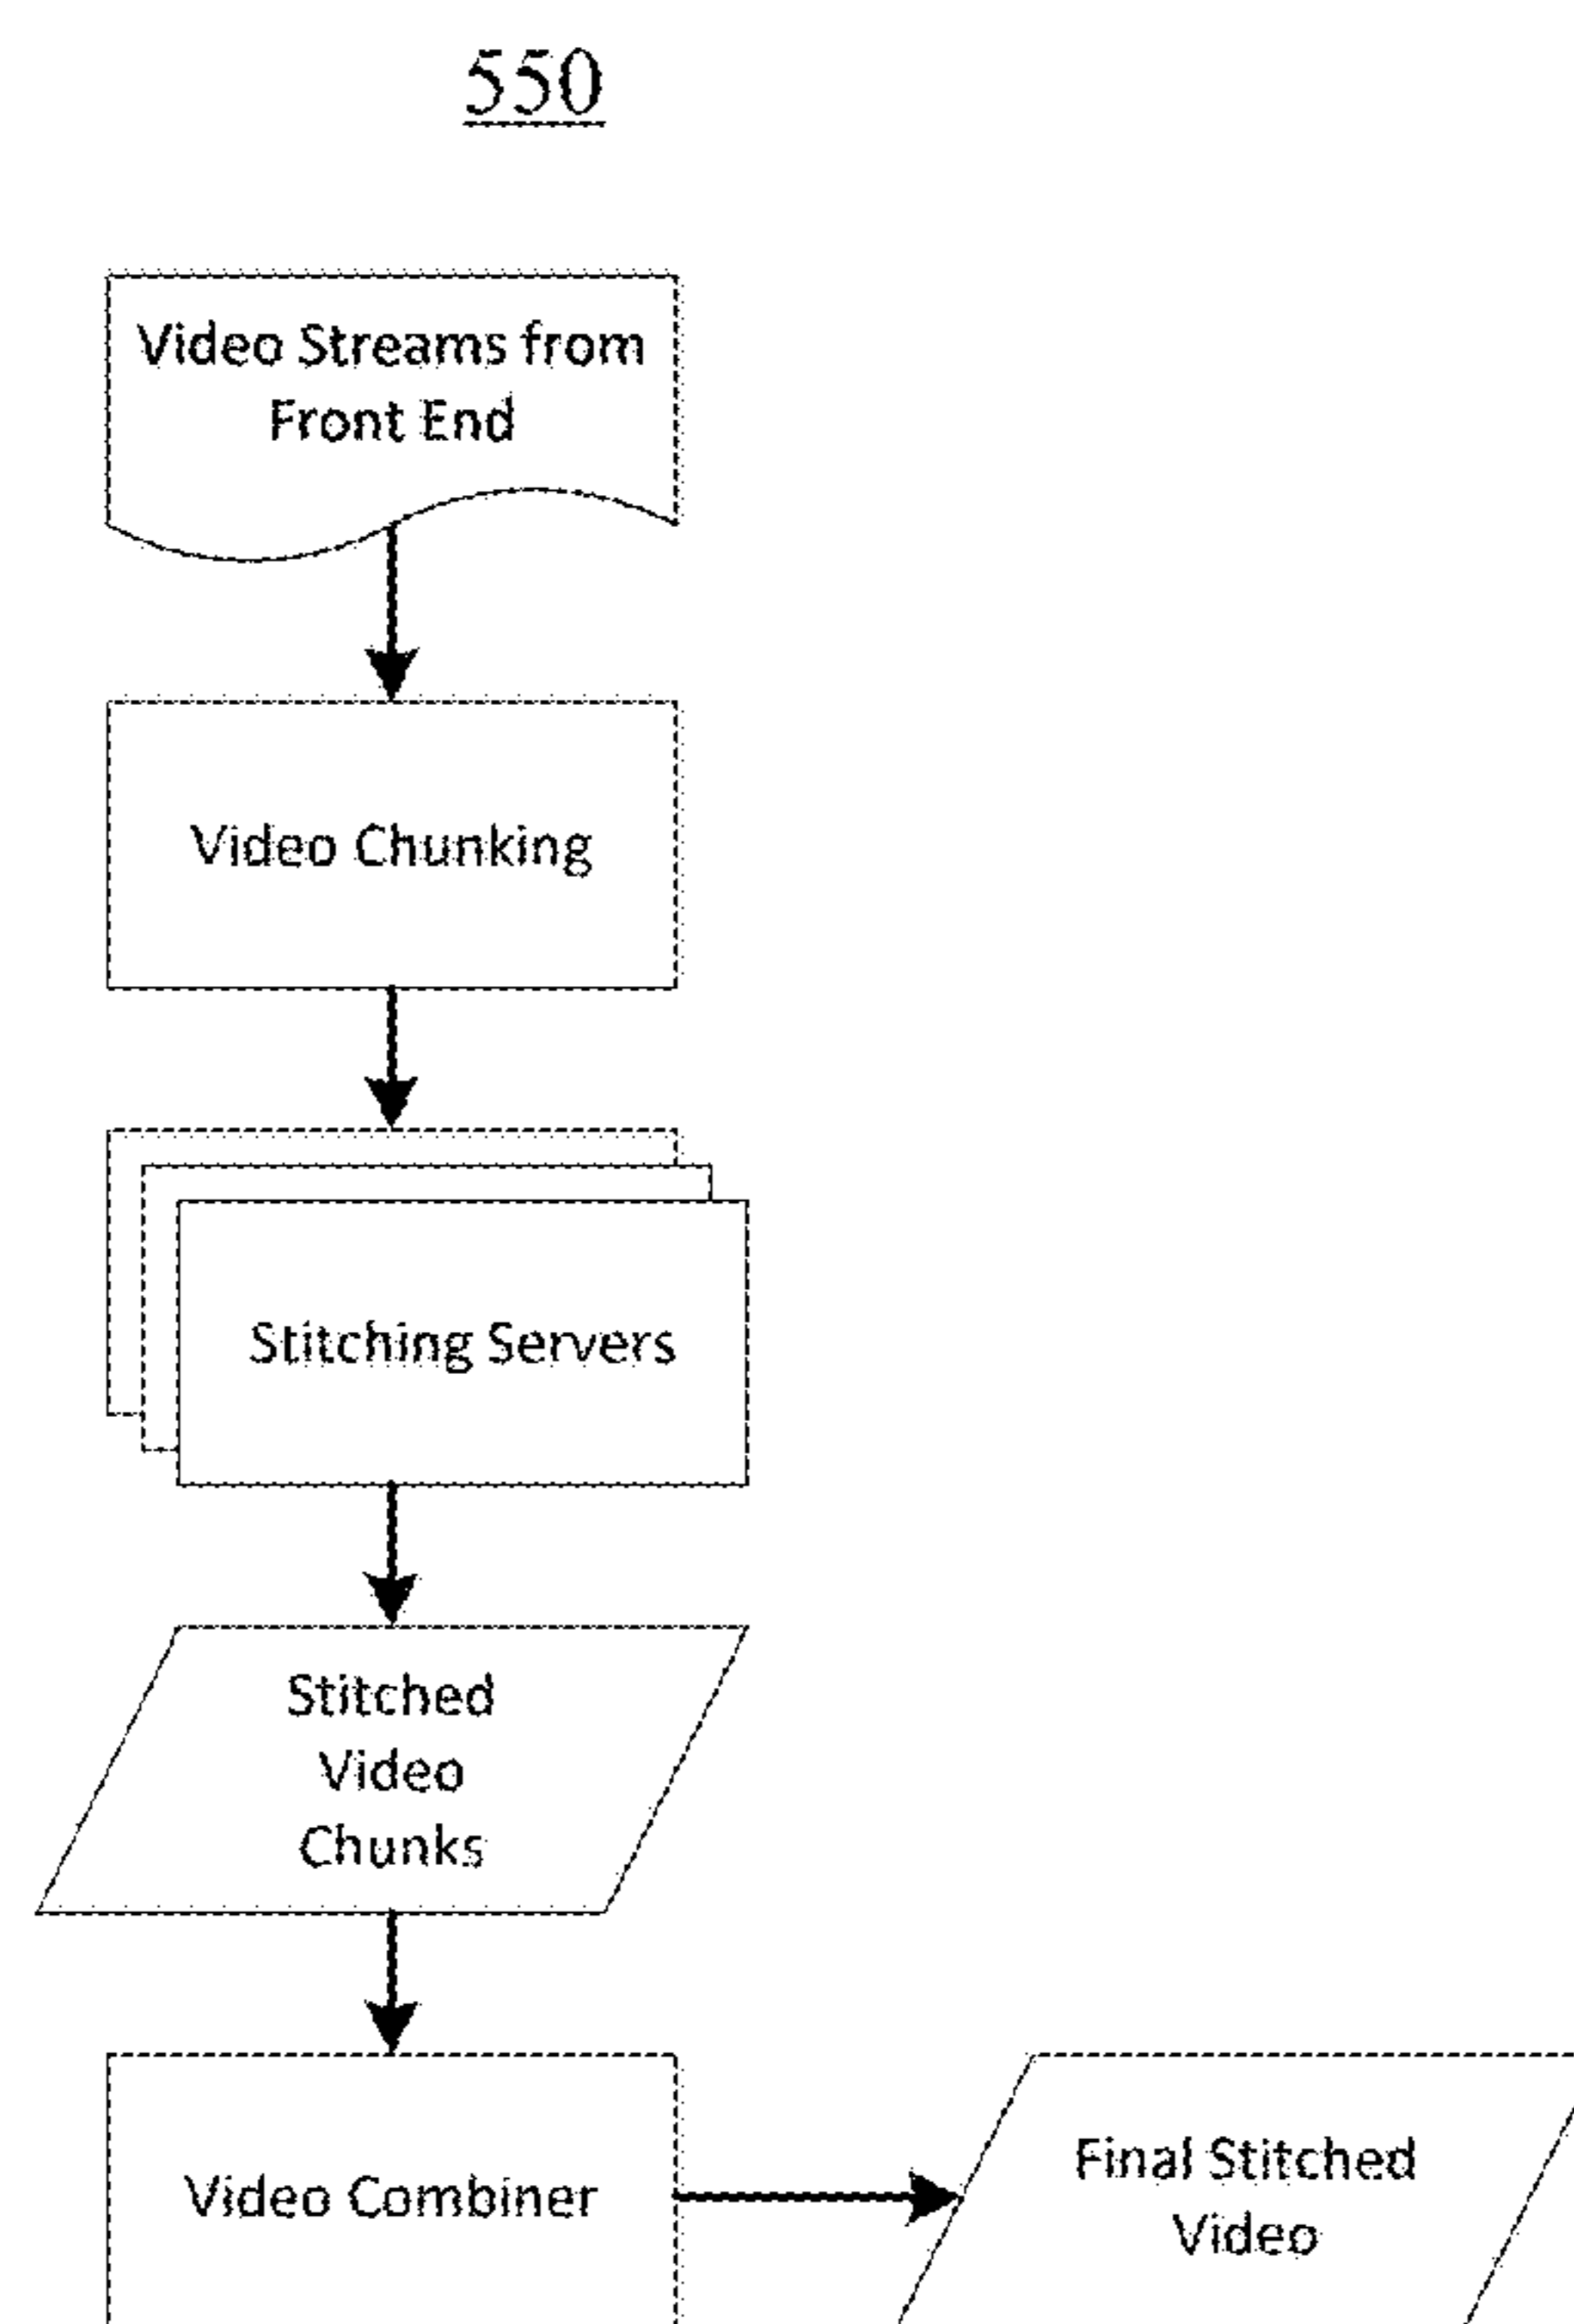 550
Video Streams from
Front End
Video Chunking
Stitching Servers
Stitched
Video
Chunks
Video Combiner
Final Stitched
Video